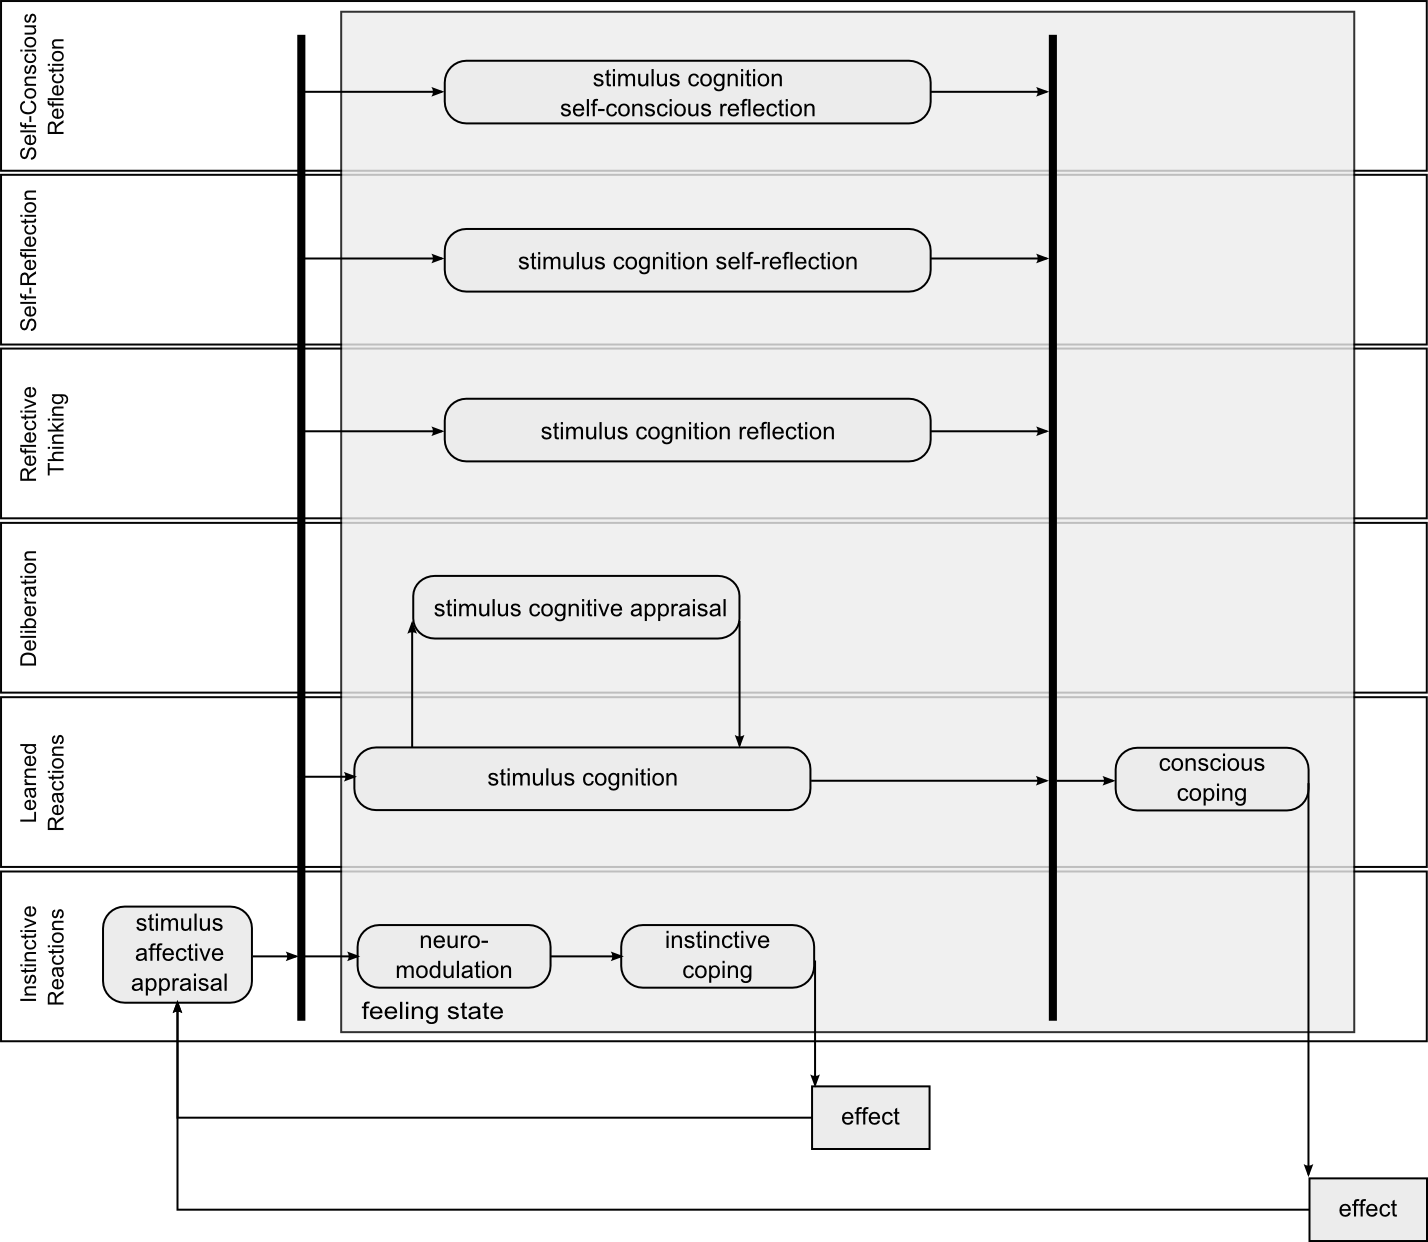 Self-Conscious
Reflection
stimulus cognition
self-conscious reflection
Self-Reflection
stimulus cognition self-reflection
Reflective
Thinking
stimulus cognition reflection
Deliberation
stimulus cognitive appraisal
Learned
Reactions
stimulus cognition
conscious
coping
Instinctive
Reactions
stimulus
affective
appraisal
neuro-
modulation
instinctive
coping
feeling state
effect
effect